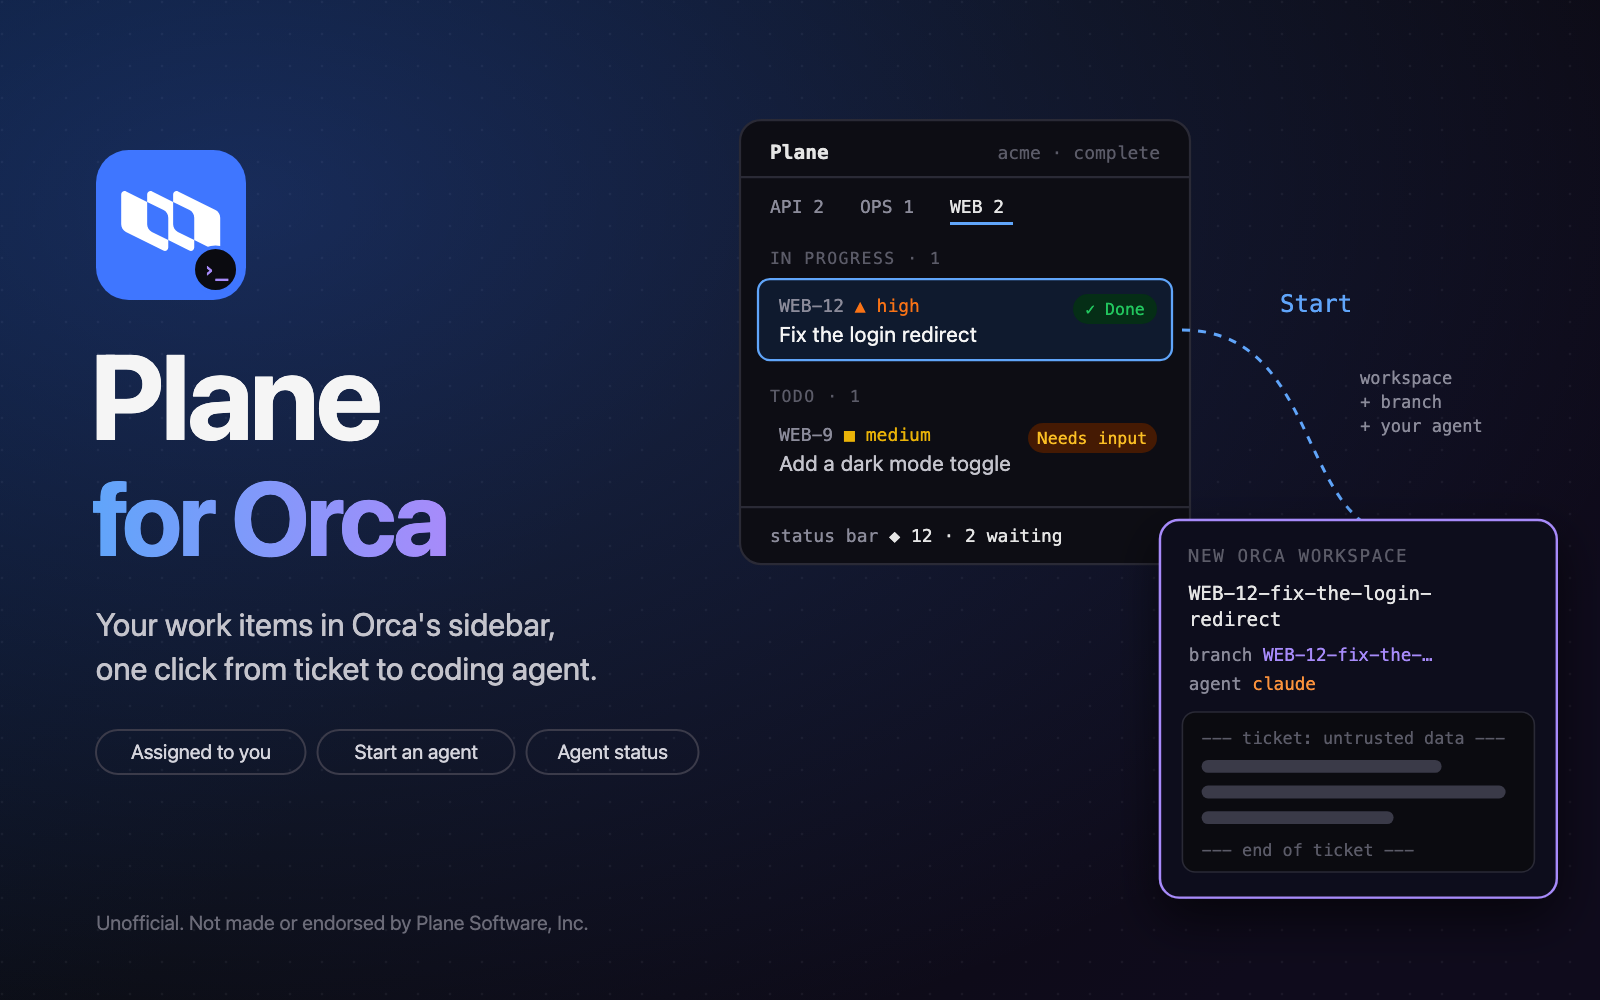 ›_
Plane
for Orca
Your work items in Orca's sidebar,
one click from ticket to coding agent.
Assigned to you
Start an agent
Agent status
Unofficial. Not made or endorsed by Plane Software, Inc.
Plane
acme · complete
API 2
OPS 1
WEB 2
IN PROGRESS · 1
WEB-12 ▲ high
✓ Done
Fix the login redirect
TODO · 1
WEB-9 ■ medium
Needs input
Add a dark mode toggle
status bar ◆ 12 · 2 waiting
Start
workspace
+ branch
+ your agent
NEW ORCA WORKSPACE
WEB-12-fix-the-login-
redirect
branch WEB-12-fix-the-…
agent claude
--- ticket: untrusted data ---
--- end of ticket ---